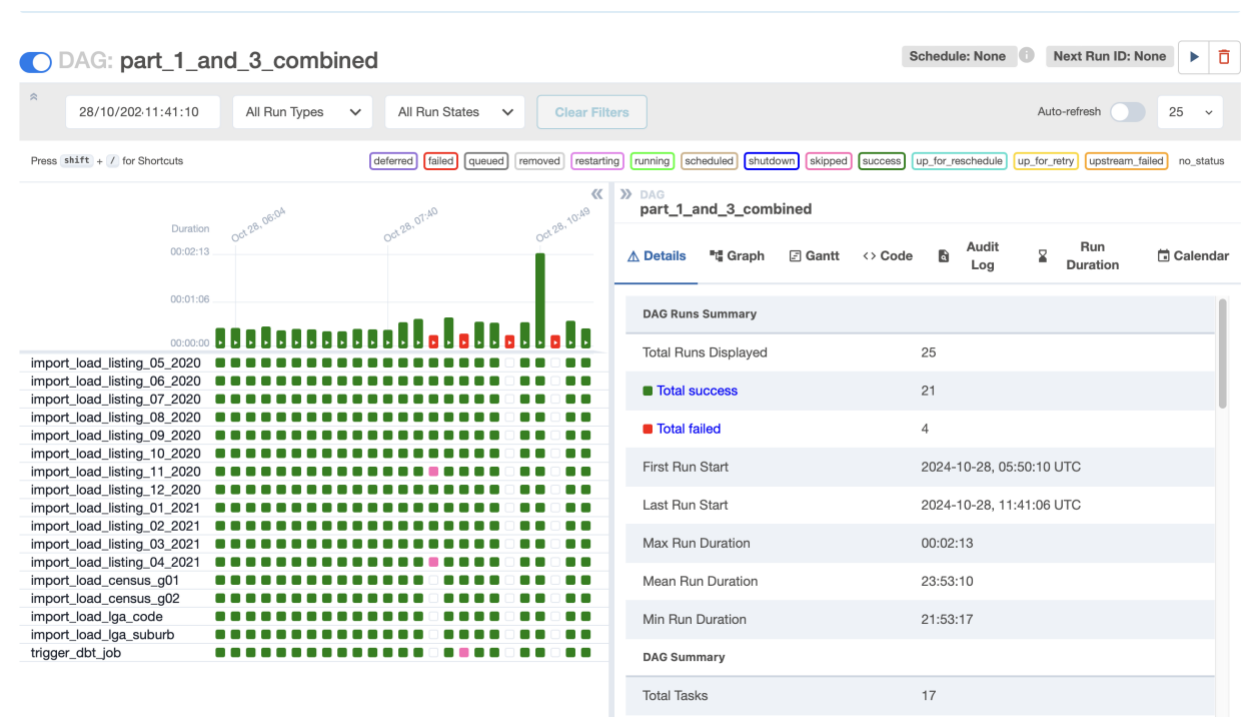 DAG: part_1_and_3_combined
Schedule: None
Next Run ID: None
28/10/202·11:41:10
All Run Types
All Run States
Clear Filters
Auto-refresh
25
Press shift + / for Shortcuts
deferred failed queued removed restarting running scheduled shutdown skipped success up_for_reschedule up_for_retry upstream_failed no_status
DAG
part_1_and_3_combined
Duration
Oct 28, 06:04
Oct 28, 07:40
Oct 28, 10:49
00:02:13
00:01:06
00:00:00
import_load_listing_05_2020
import_load_listing_06_2020
import_load_listing_07_2020
import_load_listing_08_2020
import_load_listing_09_2020
import_load_listing_10_2020
import_load_listing_11_2020
import_load_listing_12_2020
import_load_listing_01_2021
import_load_listing_02_2021
import_load_listing_03_2021
import_load_listing_04_2021
import_load_census_g01
import_load_census_g02
import_load_lga_code
import_load_lga_suburb
trigger_dbt_job
Details
Graph
Gantt
Code
Audit Log
Run Duration
Calendar
DAG Runs Summary
Total Runs Displayed 25
Total success 21
Total failed 4
First Run Start 2024-10-28, 05:50:10 UTC
Last Run Start 2024-10-28, 11:41:06 UTC
Max Run Duration 00:02:13
Mean Run Duration 23:53:10
Min Run Duration 21:53:17
DAG Summary
Total Tasks 17